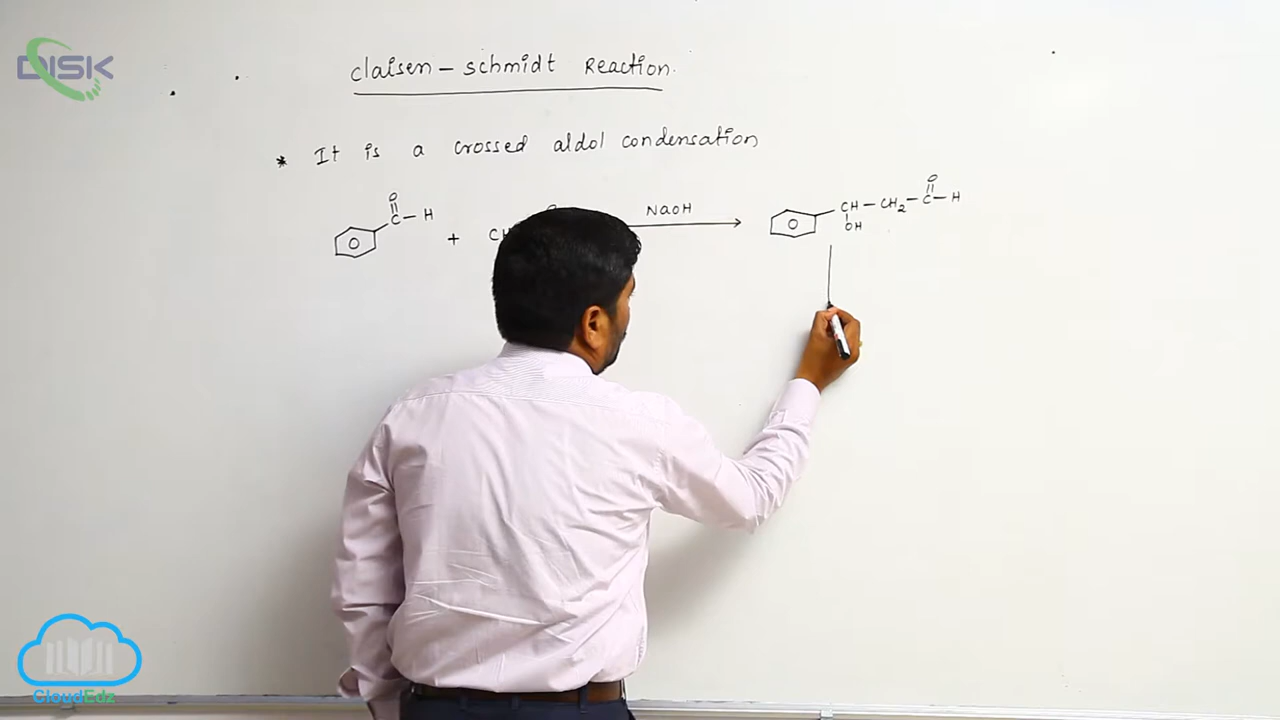 DISK
Claisen - Schmidt Reaction.
* It is a crossed aldol condensation
O O
C - H NaOH CH - CH2 - C - H
+ OH
CloudEdz